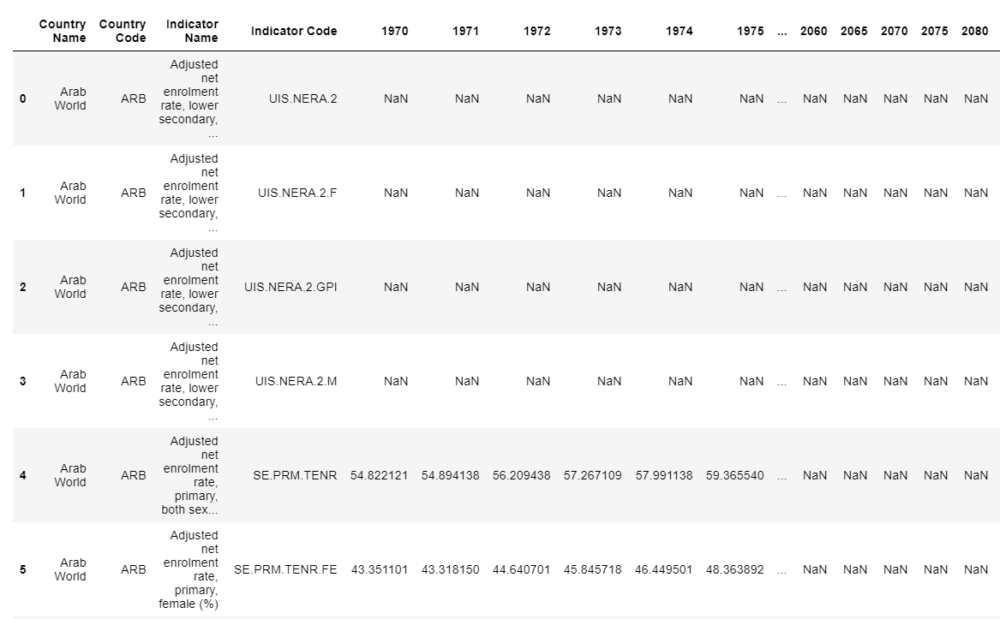 Country Name Country Code Indicator Name Indicator Code 1970 1971 1972 1973 1974 1975 ... 2060 2065 2070 2075 2080
0 Arab World ARB Adjusted net enrolment rate, lower secondary, ... UIS.NERA.2 NaN NaN NaN NaN NaN NaN ... NaN NaN NaN NaN NaN
1 Arab World ARB Adjusted net enrolment rate, lower secondary, ... UIS.NERA.2.F NaN NaN NaN NaN NaN NaN ... NaN NaN NaN NaN NaN
2 Arab World ARB Adjusted net enrolment rate, lower secondary, ... UIS.NERA.2.GPI NaN NaN NaN NaN NaN NaN ... NaN NaN NaN NaN NaN
3 Arab World ARB Adjusted net enrolment rate, lower secondary, ... UIS.NERA.2.M NaN NaN NaN NaN NaN NaN ... NaN NaN NaN NaN NaN
4 Arab World ARB Adjusted net enrolment rate, primary, both sex... SE.PRM.TENR 54.822121 54.894138 56.209438 57.267109 57.991138 59.365540 ... NaN NaN NaN NaN NaN
5 Arab World ARB Adjusted net enrolment rate, primary, female (%) SE.PRM.TENR.FE 43.351101 43.318150 44.640701 45.845718 46.449501 48.363892 ... NaN NaN NaN NaN NaN